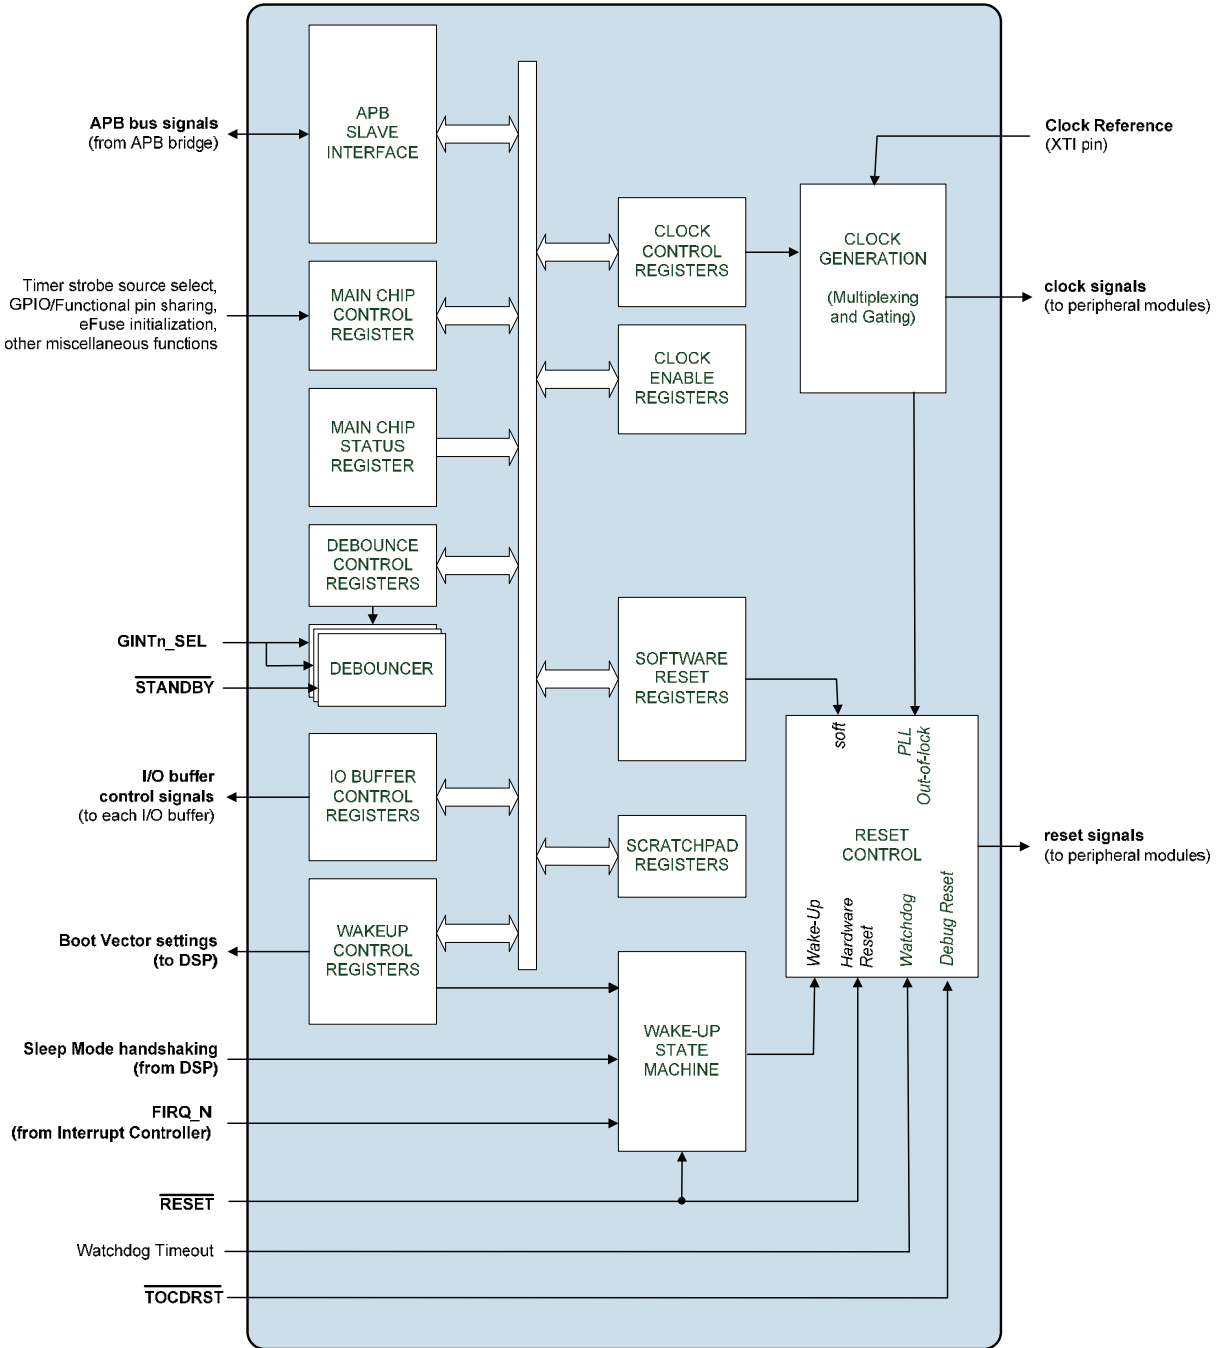 APB bus signals
(from APB bridge)
APB
SLAVE
INTERFACE
Clock Reference
(XTI pin)
CLOCK
CONTROL
REGISTERS
CLOCK
GENERATION
(Multiplexing
and Gating)
clock signals
(to peripheral modules)
Timer strobe source select,
GPIO/Functional pin sharing,
eFuse initialization,
other miscellaneous functions
MAIN CHIP
CONTROL
REGISTER
CLOCK
ENABLE
REGISTERS
MAIN CHIP
STATUS
REGISTER
DEBOUNCE
CONTROL
REGISTERS
GINTn_SEL
STANDBY
DEBOUNCER
SOFTWARE
RESET
REGISTERS
soft
PLL
Out-of-lock
I/O buffer
control signals
(to each I/O buffer)
IO BUFFER
CONTROL
REGISTERS
SCRATCHPAD
REGISTERS
RESET
CONTROL
reset signals
(to peripheral modules)
Wake-Up
Hardware
Reset
Watchdog
Debug Reset
Boot Vector settings
(to DSP)
WAKEUP
CONTROL
REGISTERS
WAKE-UP
STATE
MACHINE
Sleep Mode handshaking
(from DSP)
FIRQ_N
(from Interrupt Controller)
RESET
Watchdog Timeout
TOCDRST